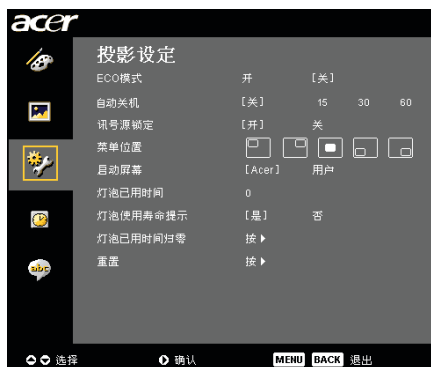 acer
投影设定
ECO模式 开 [关]
自动关机 [关] 15 30 60
讯号源锁定 [开] 关
菜单位置
启动屏幕 [Acer] 用户
灯泡已用时间 0
灯泡使用寿命提示 [是] 否
灯泡已用时间归零 按
重置 按
abc
选择 确认 MENU BACK 退出